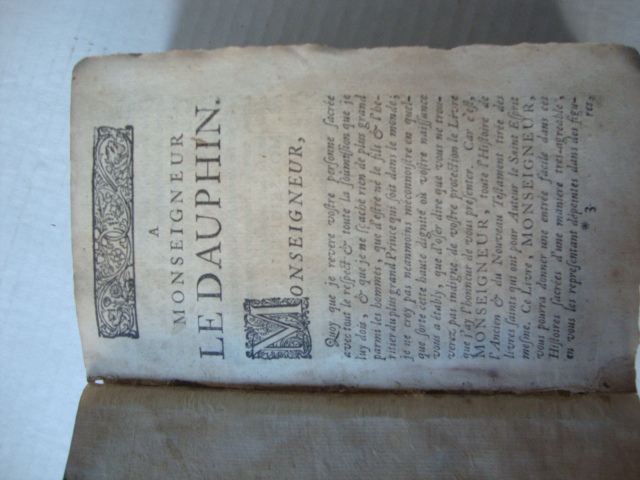 A
MONSEIGNEUR
LE DAUPHIN.
MONSEIGNEUR,
Quoy que je revere vostre personne sacrée
avec tout le respect & toute la soumission que je
luy dois, & que je ne sçache rien de plus grand
parmi les hommes, que d'estre né le fils & l'he-
ritier du plus grand Prince qui soit dans le monde;
je ne croy pas neanmoins méconnoistre en quel-
que sorte cette haute dignité où vostre naissance
vous a étably, que d'oser dire que vous ne trou-
verez pas indigne de vostre protection le Livre
que j'ay l'honneur de vous presenter. Car c'est,
MONSEIGNEUR, toute l'Histoire de
l'Ancien & du Nouveau Testament tirée des
livres saints qui ont pour Auteur le Saint Esprit
mesme. Ce Livre, MONSEIGNEUR,
vous pourra donner une entrée facile dans ces
Histoires sacrées d'une maniere tres-agreable,
en vous les representant dépeintes dans des figu-
* 3 res,